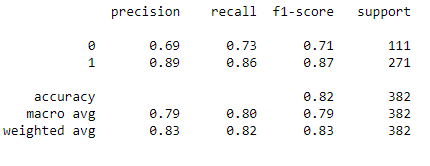 precision recall f1-score support
0 0.69 0.73 0.71 111
1 0.89 0.86 0.87 271
accuracy 0.82 382
macro avg 0.79 0.80 0.79 382
weighted avg 0.83 0.82 0.83 382